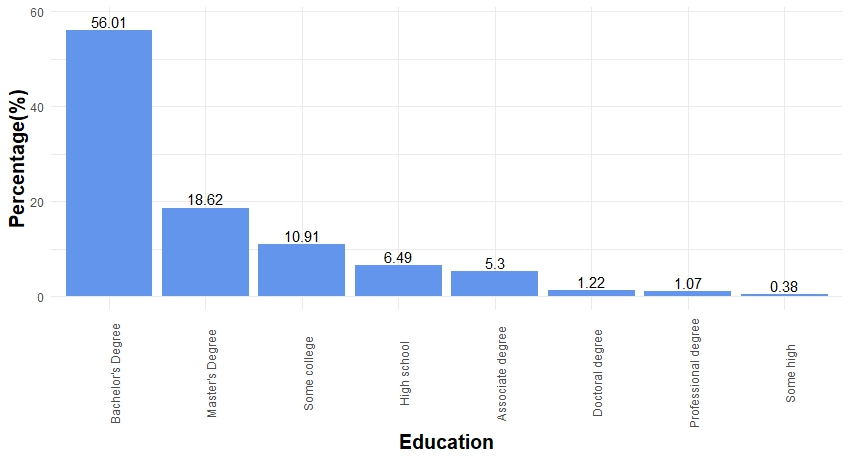 Percentage(%)
60
40
20
0
56.01
18.62
10.91
6.49
5.3
1.22
1.07
0.38
Bachelor's Degree
Master's Degree
Some college
High school
Associate degree
Doctoral degree
Professional degree
Some high
Education